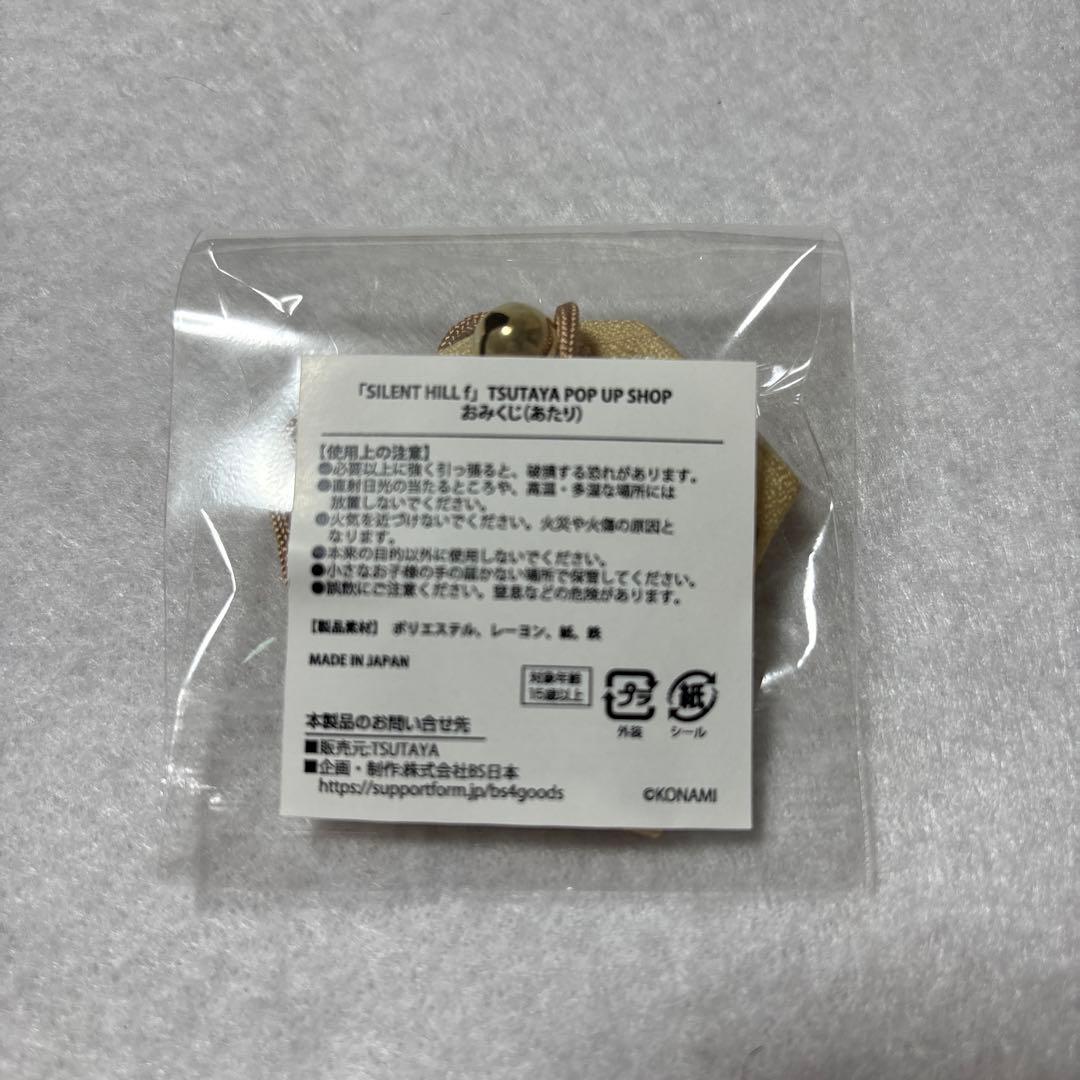 「SILENT HILL f」 TSUTAYA POP UP SHOP
おみくじ(あたり)
【使用上の注意】
●必要以上に強く引っ張ると、破損する恐れがあります。
●直射日光の当たるところや、高温・多湿な場所には
放置しないでください。
●火気を近づけないでください。火災や火傷の原因と
なります。
●本来の目的以外に使用しないでください。
●小さなお子様の手の届かない場所で保管してください。
●誤飲にご注意ください。窒息などの危険があります。
【製品素材】 ポリエステル、レーヨン、紙、鉄
MADE IN JAPAN
対象年齢
15歳以上
プラ
外装
紙
シール
本製品のお問い合せ先
■販売元:TSUTAYA
■企画・制作:株式会社BS日本
https://supportform.jp/bs4goods
©KONAMI